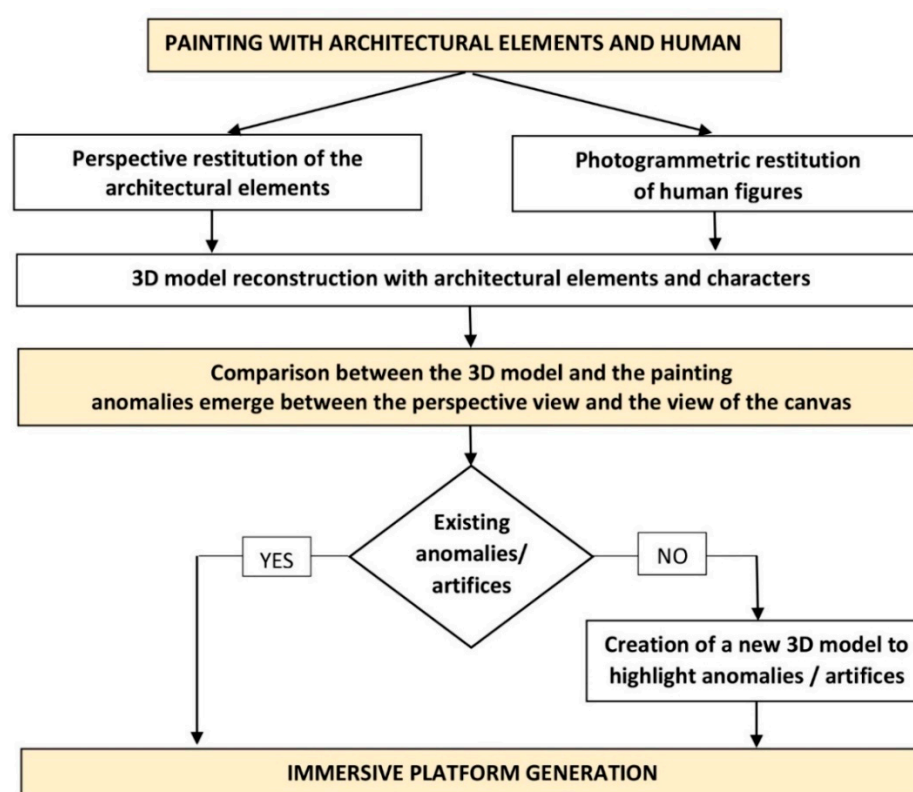 PAINTING WITH ARCHITECTURAL ELEMENTS AND HUMAN
Perspective restitution of the
architectural elements
Photogrammetric restitution
of human figures
3D model reconstruction with architectural elements and characters
Comparison between the 3D model and the painting
anomalies emerge between the perspective view and the view of the canvas
Existing
anomalies/
artifices
YES
NO
Creation of a new 3D model to
highlight anomalies / artifices
IMMERSIVE PLATFORM GENERATION